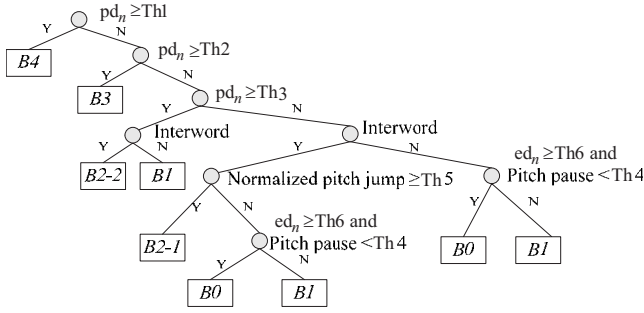 pdn ≥Th1
Y N
B4
pdn ≥Th2
Y N
B3
pdn ≥Th3
Y N
Interword
Interword
Y N
Y N
B2-2 B1
Normalized pitch jump ≥Th5
edn ≥Th6 and
Pitch pause <Th4
Y N
Y N
B2-1
edn ≥Th6 and
Pitch pause <Th4
B0 B1
Y N
B0 B1